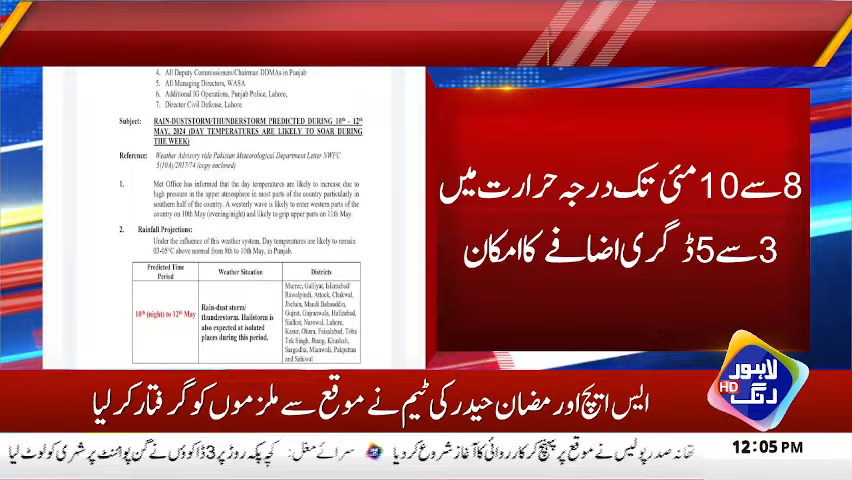 4. All Deputy Commissioners/Chairman DDMAs in Punjab
5. All Managing Directors, WASA
6. Additional IG Operations, Punjab Police, Lahore,
7. Director Civil Defense, Lahore
Subject: RAIN-DUSTSTORM/THUNDERSTORM PREDICTED DURING 10th - 12th
MAY, 2024 (DAY TEMPERATURES ARE LIKELY TO SOAR DURING
THE WEEK)
Reference: Weather Advisory vide Pakistan Meteorological Department Letter NWFC
5(10A)/2017/74 (copy enclosed)
1. Met Office has informed that the day temperatures are likely to increase due to
high pressure in the upper atmosphere in most parts of the country particularly in
southern half of the country. A westerly wave is likely to enter western parts of the
country on 10th May (evening/night) and likely to grip upper parts on 11th May.
2. Rainfall Projections:
Under the influence of this weather system, Day temperatures are likely to remain
03-05°C above normal from 8th to 10th May, in Punjab.
Predicted Time
Period
Weather Situation
Districts
10th (night) to 12th May
Rain-dust storm/
thunderstorm. Hailstorm is
also expected at isolated
places during this period.
Murree, Galliyat, Islamabad
Rawalpindi, Attock, Chakwal,
Jhelum, Mandi Bahauddin,
Gujrat, Gujranwala, Hafizabad,
Sialkot, Narowal, Lahore,
Kasur, Okara, Faisalabad, Toba
Tek Singh, Jhang, Khushab,
Sargodha, Mianwali, Pakpattan
and Sahiwal
8 سے 10 مئی تک درجہ حرارت میں
3 سے 5 ڈگری اضافے کا امکان
لاہور
رنگ
HD
ایس ایچ اور مضان حیدر کی ٹیم نے موقع سے ملزموں کو گرفتار کر لیا
12:05 PM
تھانہ صدر پولیس نے موقع پر پہنچ کر کارروائی کا آغاز شروع کر دیا سرائے مغل: کچہ پکہ روڑ پر 3 ڈاکوؤں نے گن پوائنٹ پر شہری کو لوٹ لیا